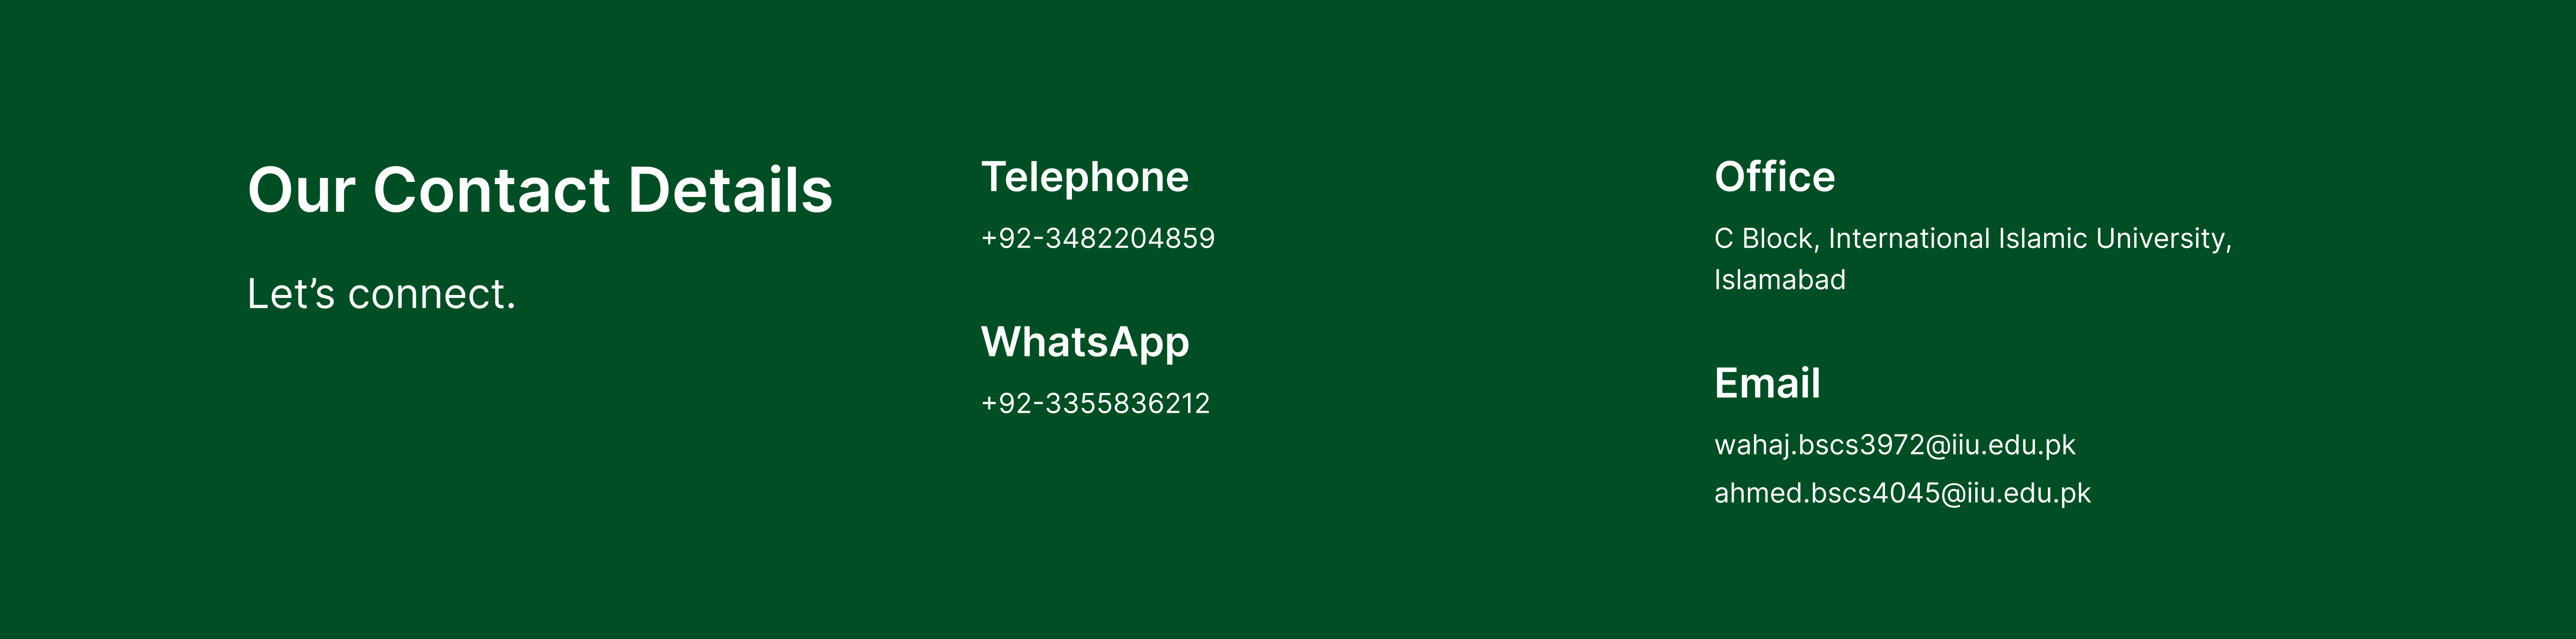 Our Contact Details
Let’s connect.
Telephone
+92-3482204859
WhatsApp
+92-3355836212
Office
C Block, International Islamic University,
Islamabad
Email
wahaj.bscs3972@iiu.edu.pk
ahmed.bscs4045@iiu.edu.pk